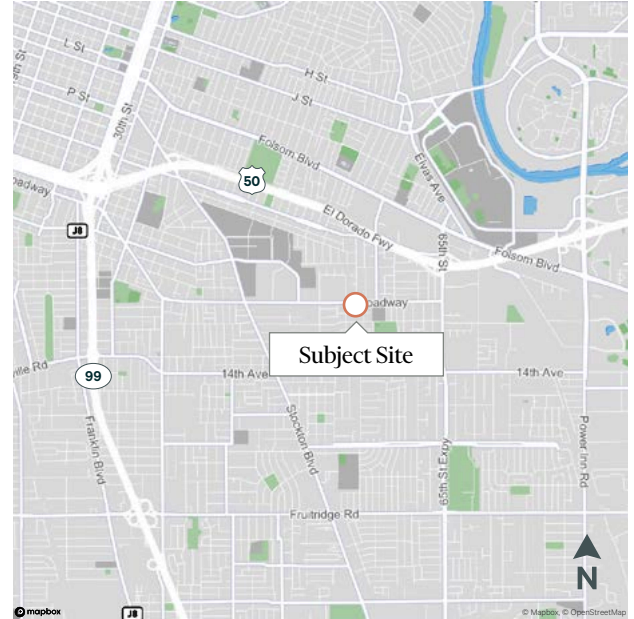 L St
9th St
H St
P St
J St
30th St
Folsom Blvd
Elvas Ave
50
oadway
El Dorado Fwy
J8
65th St
Folsom Blvd
oadway
Subject Site
ville Rd
99
14th Ave
14th Ave
Franklin Blvd
Stockton Blvd
65th St Expy
Power Inn Rd
Fruitridge Rd
N
mapbox
J8
© Mapbox, © OpenStreetMap